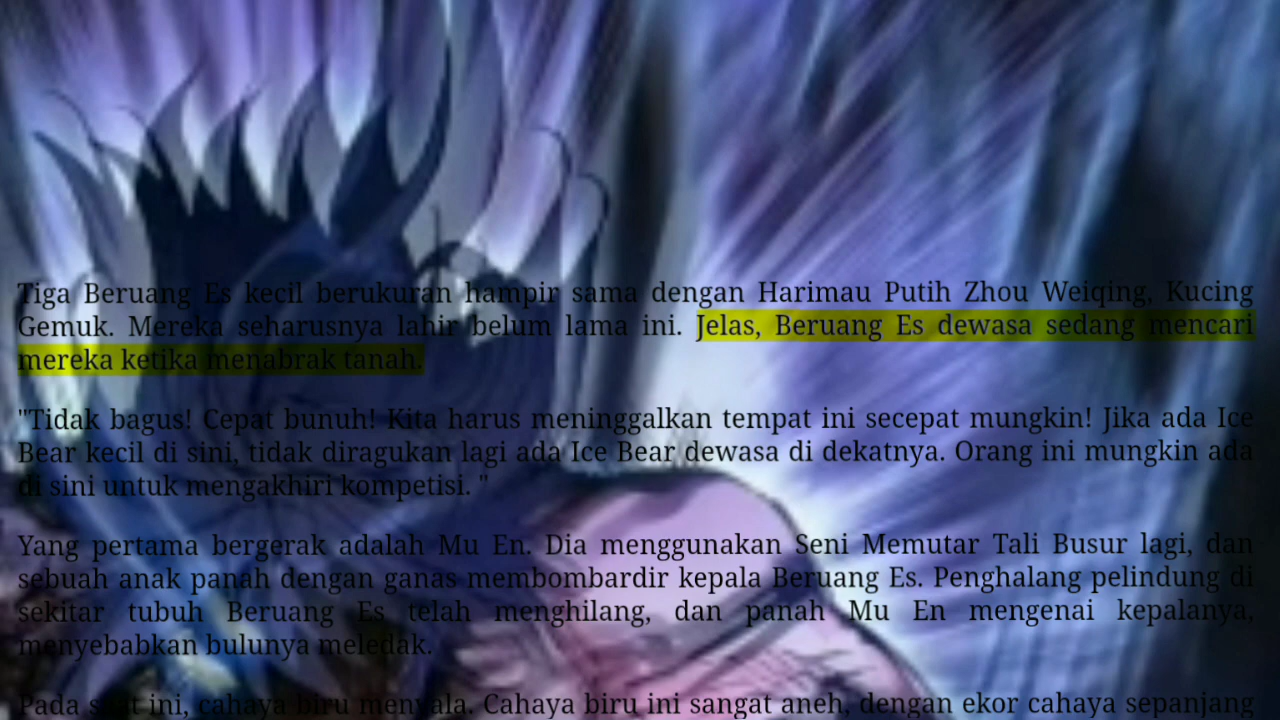 Tiga Beruang Es kecil berukuran hampir sama dengan Harimau Putih Zhou Weiqing, Kucing
Gemuk. Mereka seharusnya lahir belum lama ini. Jelas, Beruang Es dewasa sedang mencari
mereka ketika menabrak tanah.
"Tidak bagus! Cepat bunuh! Kita harus meninggalkan tempat ini secepat mungkin! Jika ada Ice
Bear kecil di sini, tidak diragukan lagi ada Ice Bear dewasa di dekatnya. Orang ini mungkin ada
di sini untuk mengakhiri kompetisi. "
Yang pertama bergerak adalah Mu En. Dia menggunakan Seni Memutar Tali Busur lagi, dan
sebuah anak panah dengan ganas membombardir kepala Beruang Es. Penghalang pelindung di
sekitar tubuh Beruang Es telah menghilang, dan panah Mu En mengenai kepalanya,
menyebabkan bulunya meledak.
Pada saat ini, cahaya biru menyala. Cahaya biru ini sangat aneh, dengan ekor cahaya sepanjang